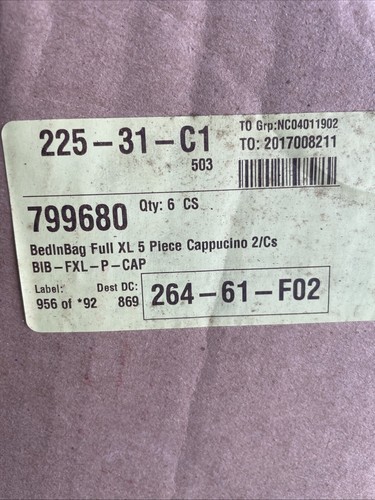 225-31-C1
503
TO Grp:NC04011902
TO: 2017008211
799680 Qty: 6 CS
BedInBag Full XL 5 Piece Cappucino 2/Cs
BIB-FXL-P-CAP
Label: Dest DC:
956 of *92 869
264-61-F02